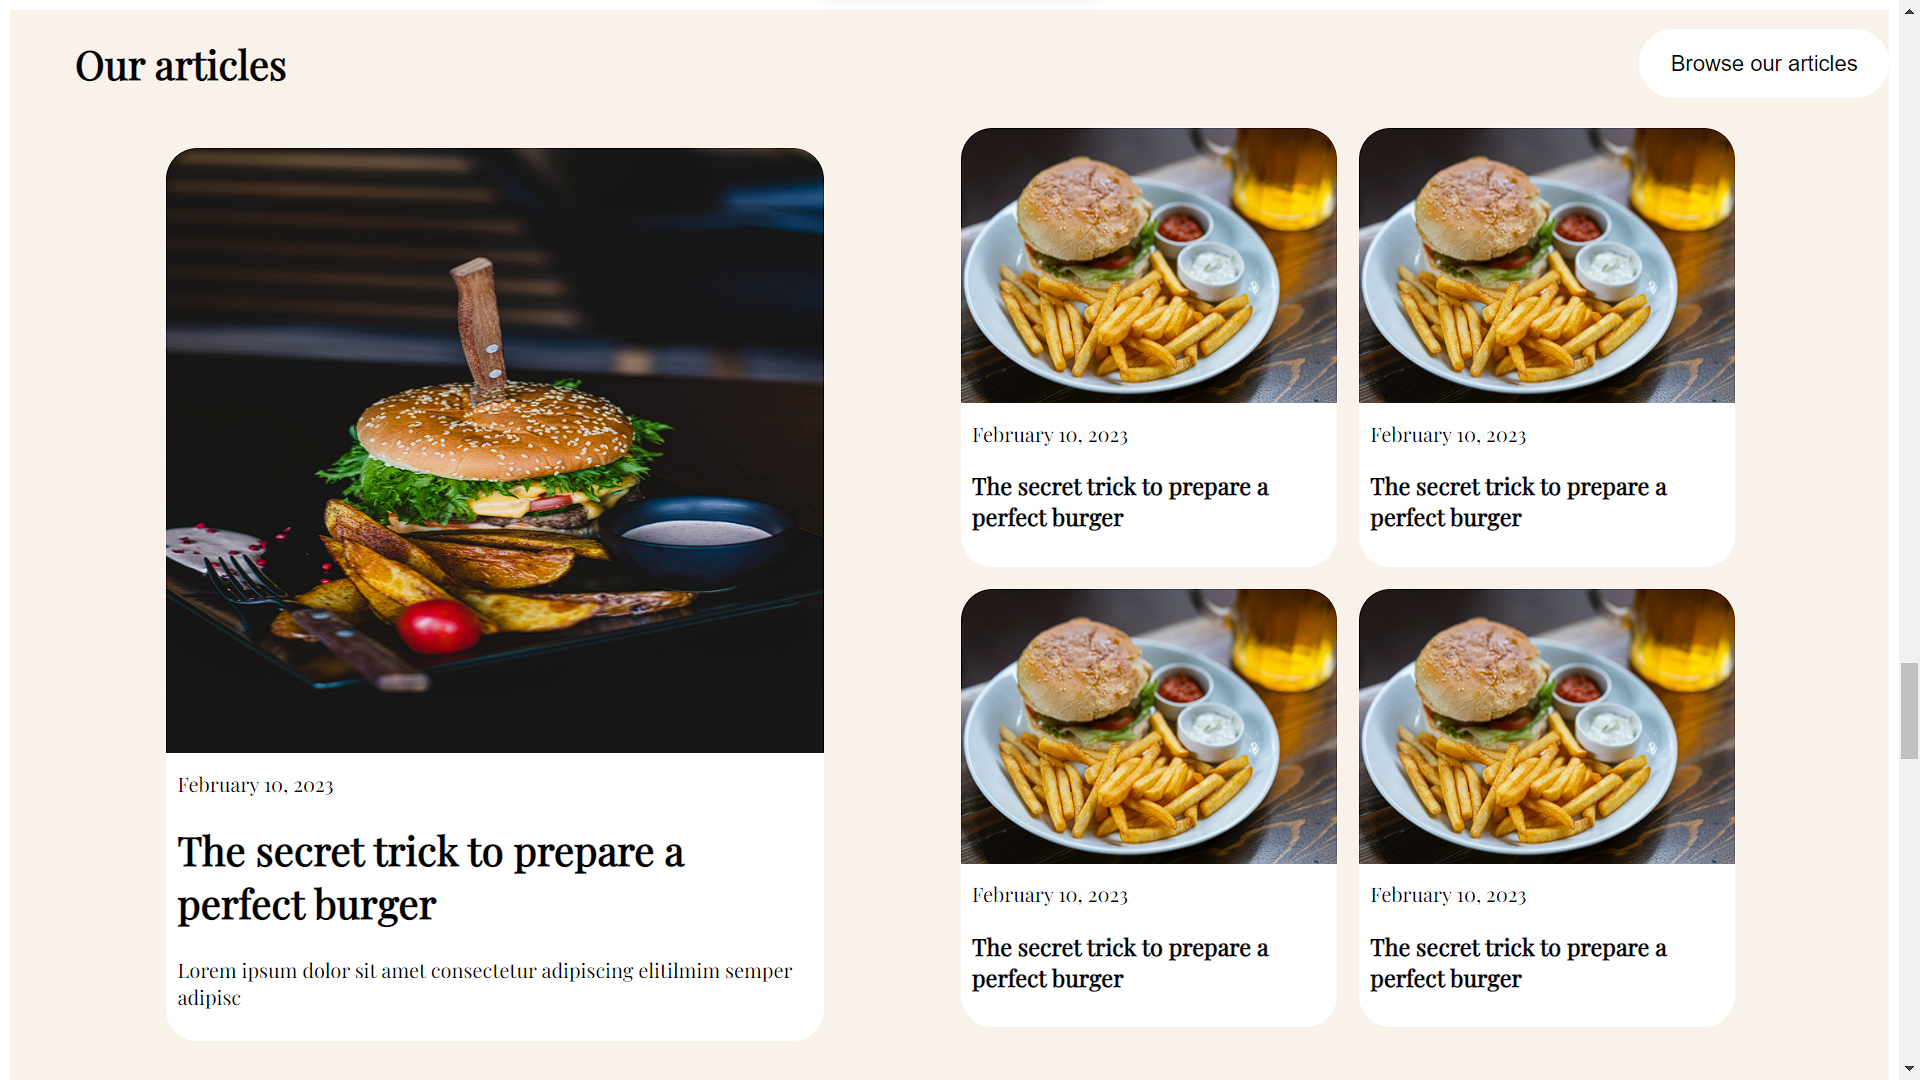 Our articles
Browse our articles
February 10, 2023
The secret trick to prepare a
perfect burger
Lorem ipsum dolor sit amet consectetur adipiscing elitilmim semper
adipisc
February 10, 2023
The secret trick to prepare a
perfect burger
February 10, 2023
The secret trick to prepare a
perfect burger
February 10, 2023
The secret trick to prepare a
perfect burger
February 10, 2023
The secret trick to prepare a
perfect burger